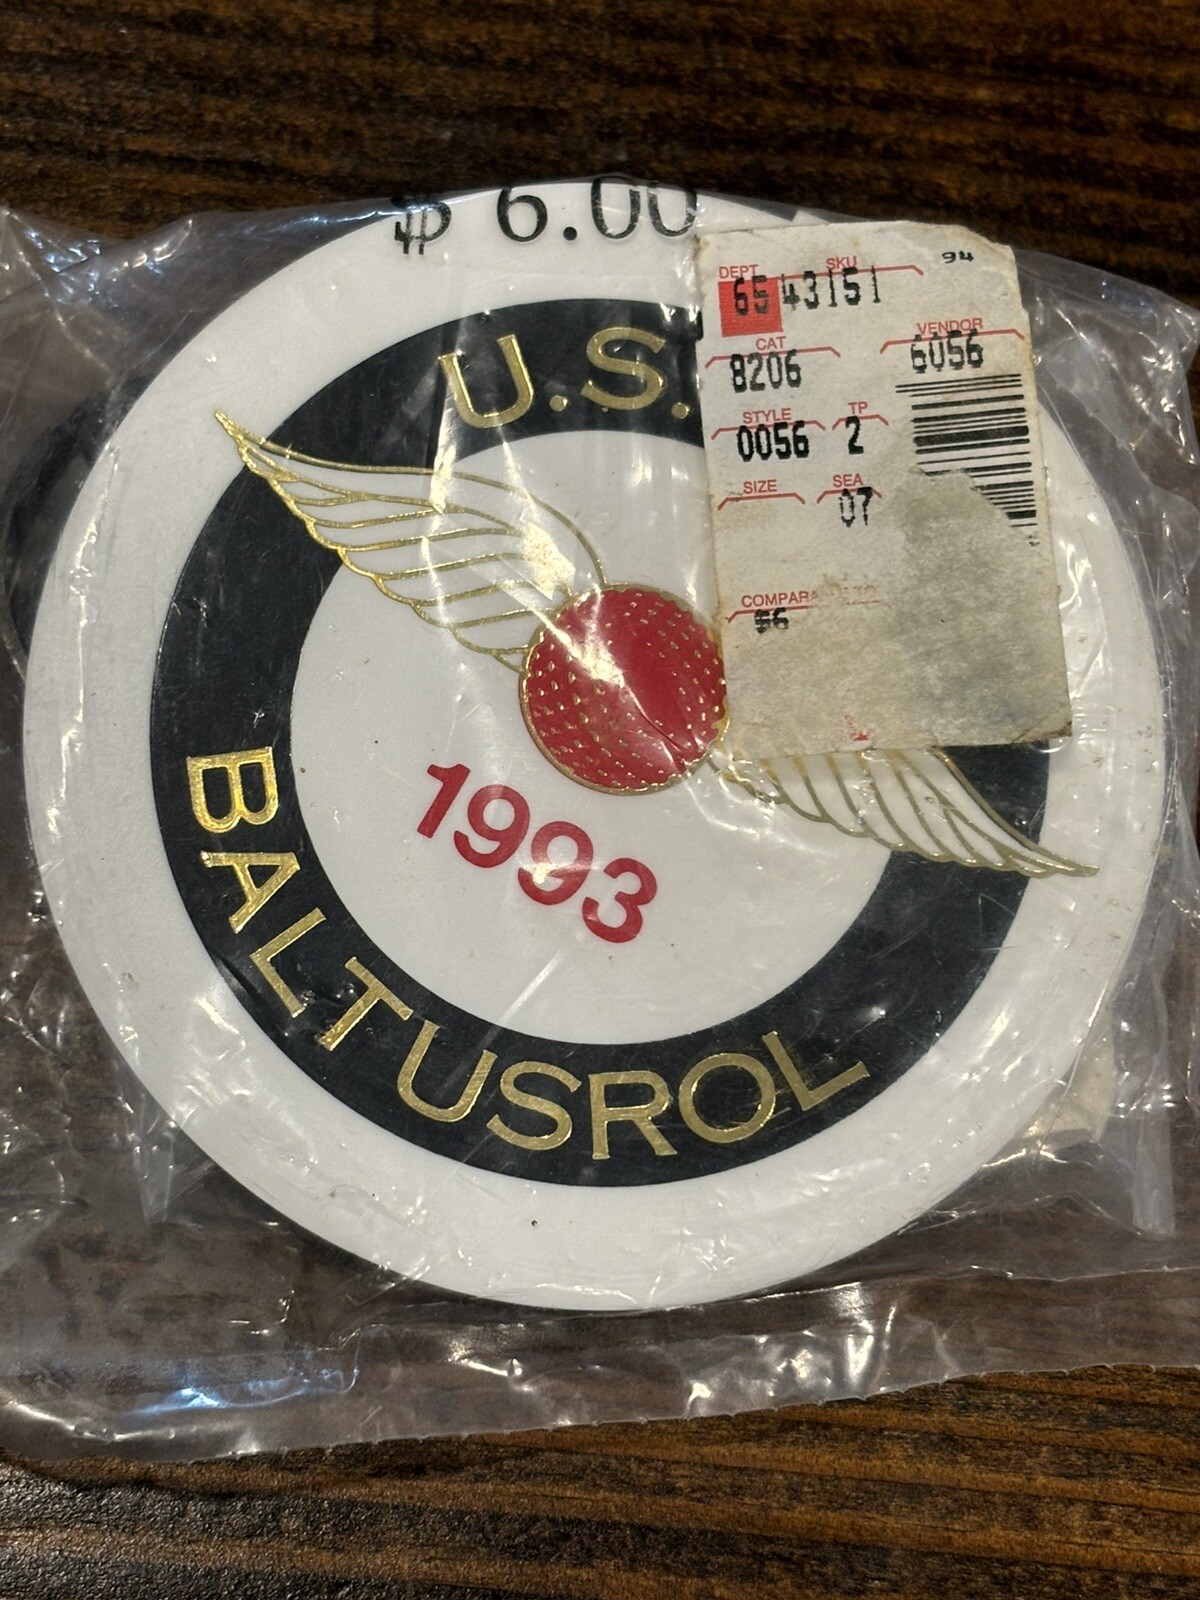 $ 6.00
94
DEPT SKU
65 43151
CAT VENDOR
8206 6056
STYLE TP
0056 2
SIZE SEA
07
$6
U.S.
1993
BALTUSROL